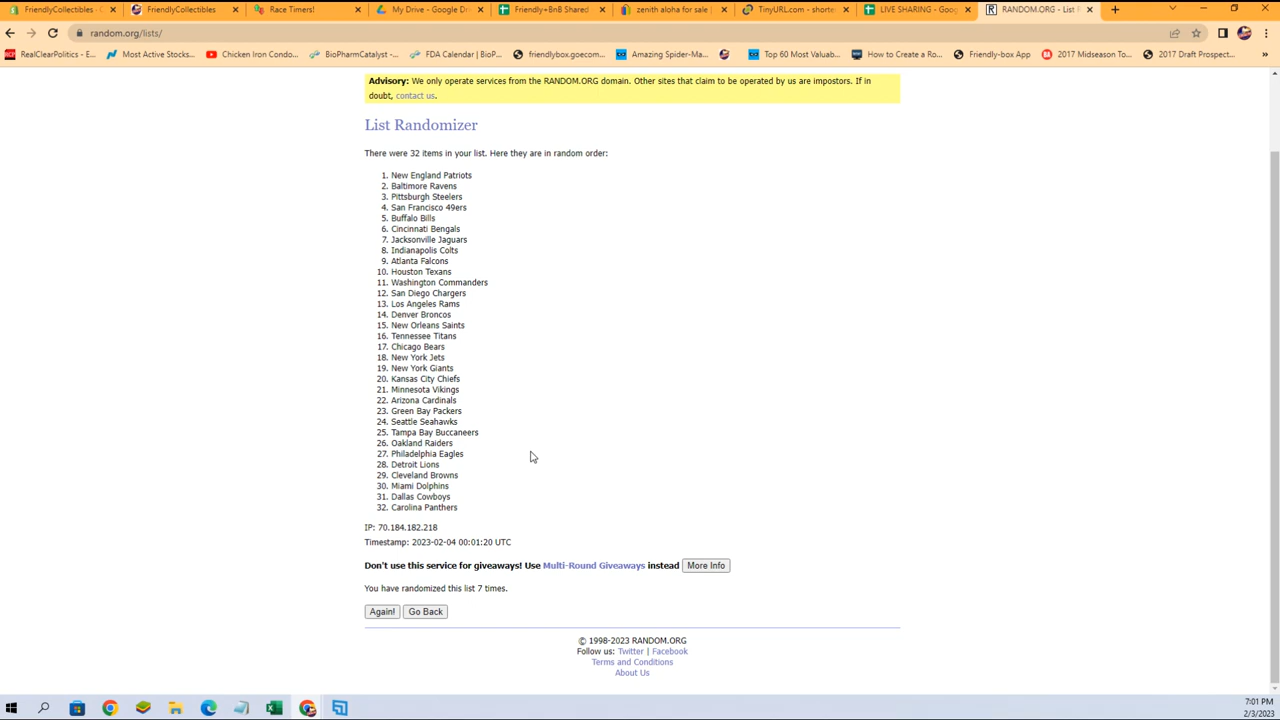 FriendlyCollectibles - C
FriendlyCollectibles
Race Timers!
My Drive - Google Dr
Friendly+BnB Shared
zenith aloha for sale |
TinyURL.com - shorte
LIVE SHARING - Goog
RANDOM.ORG - List R
random.org/lists/
RealClearPolitics - E...
Most Active Stocks...
Chicken Iron Condo...
BioPharmCatalyst -...
FDA Calendar | BioP...
friendlybox.goecom...
Amazing Spider-Ma...
Top 60 Most Valuab...
How to Create a Ro...
Friendly-box App
2017 Midseason To...
2017 Draft Prospect...
Advisory: We only operate services from the RANDOM.ORG domain. Other sites that claim to be operated by us are impostors. If in
doubt, contact us.
List Randomizer
There were 32 items in your list. Here they are in random order:
1. New England Patriots
2. Baltimore Ravens
3. Pittsburgh Steelers
4. San Francisco 49ers
5. Buffalo Bills
6. Cincinnati Bengals
7. Jacksonville Jaguars
8. Indianapolis Colts
9. Atlanta Falcons
10. Houston Texans
11. Washington Commanders
12. San Diego Chargers
13. Los Angeles Rams
14. Denver Broncos
15. New Orleans Saints
16. Tennessee Titans
17. Chicago Bears
18. New York Jets
19. New York Giants
20. Kansas City Chiefs
21. Minnesota Vikings
22. Arizona Cardinals
23. Green Bay Packers
24. Seattle Seahawks
25. Tampa Bay Buccaneers
26. Oakland Raiders
27. Philadelphia Eagles
28. Detroit Lions
29. Cleveland Browns
30. Miami Dolphins
31. Dallas Cowboys
32. Carolina Panthers
IP: 70.184.182.218
Timestamp: 2023-02-04 00:01:20 UTC
Don't use this service for giveaways! Use Multi-Round Giveaways instead More Info
You have randomized this list 7 times.
Again! Go Back
© 1998-2023 RANDOM.ORG
Follow us: Twitter | Facebook
Terms and Conditions
About Us
7:01 PM
2/3/2023